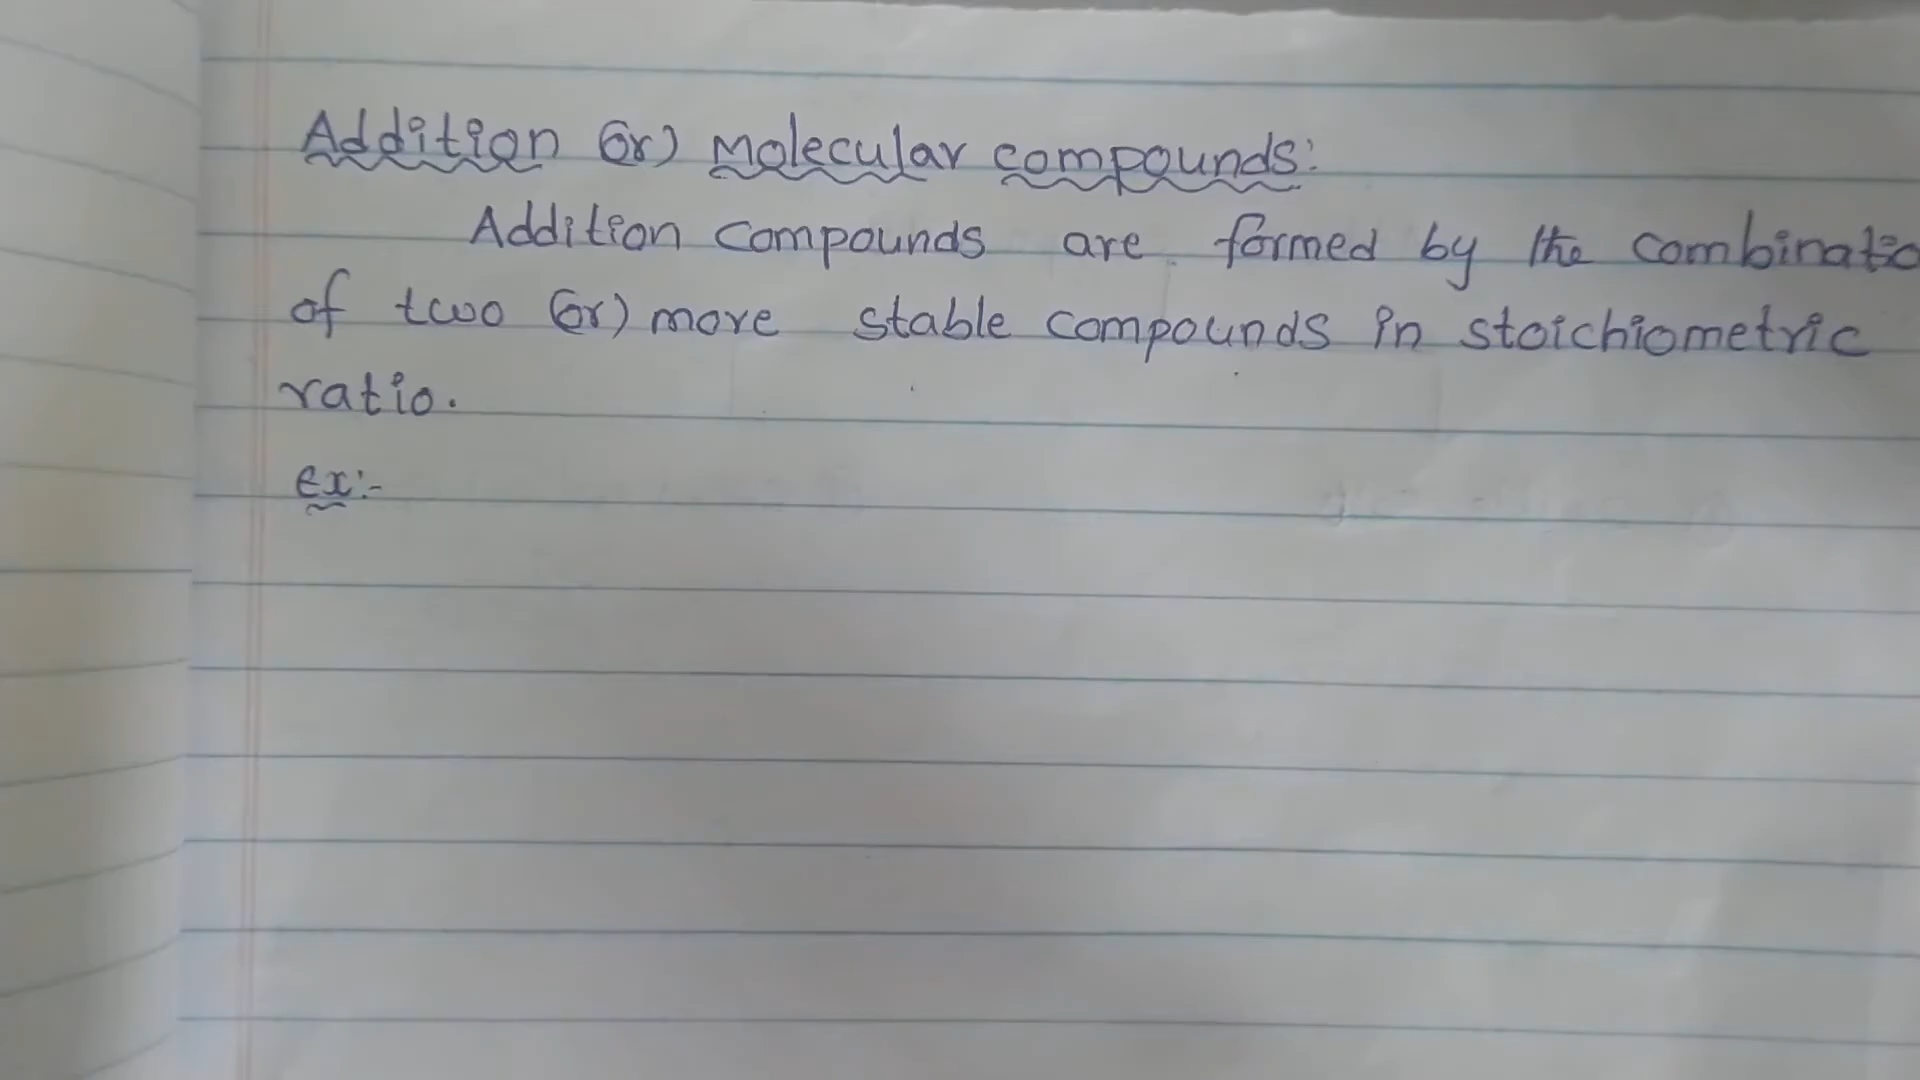 Addition (or) Molecular compounds:
Addition compounds are formed by the combinatio
of two (or) more stable compounds in stoichiometric
ratio.
ex:-